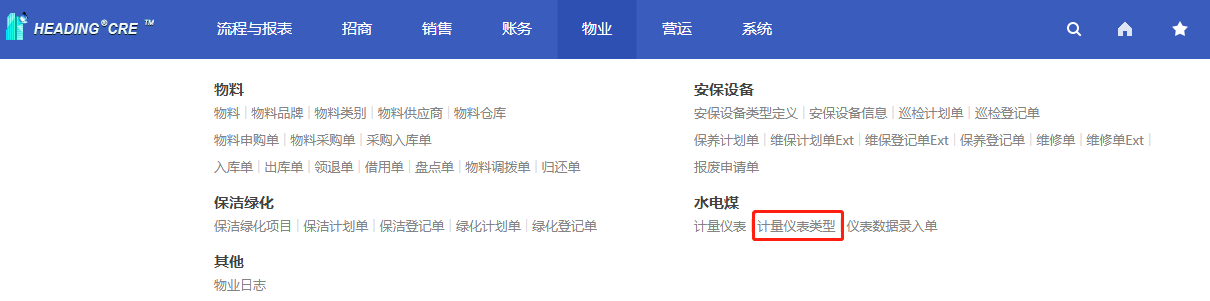 HEADING®CRE ™ 流程与报表 招商 销售 账务 物业 营运 系统
物料
物料 | 物料品牌 | 物料类别 | 物料供应商 | 物料仓库
物料申购单 | 物料采购单 | 采购入库单
入库单 | 出库单 | 领退单 | 借用单 | 盘点单 | 物料调拨单 | 归还单
安保设备
安保设备类型定义 | 安保设备信息 | 巡检计划单 | 巡检登记单
保养计划单 | 维保计划单Ext | 维保登记单Ext | 保养登记单 | 维修单 | 维修单Ext |
报废申请单
保洁绿化
保洁绿化项目 | 保洁计划单 | 保洁登记单 | 绿化计划单 | 绿化登记单
水电煤
计量仪表 | 计量仪表类型 | 仪表数据录入单
其他
物业日志